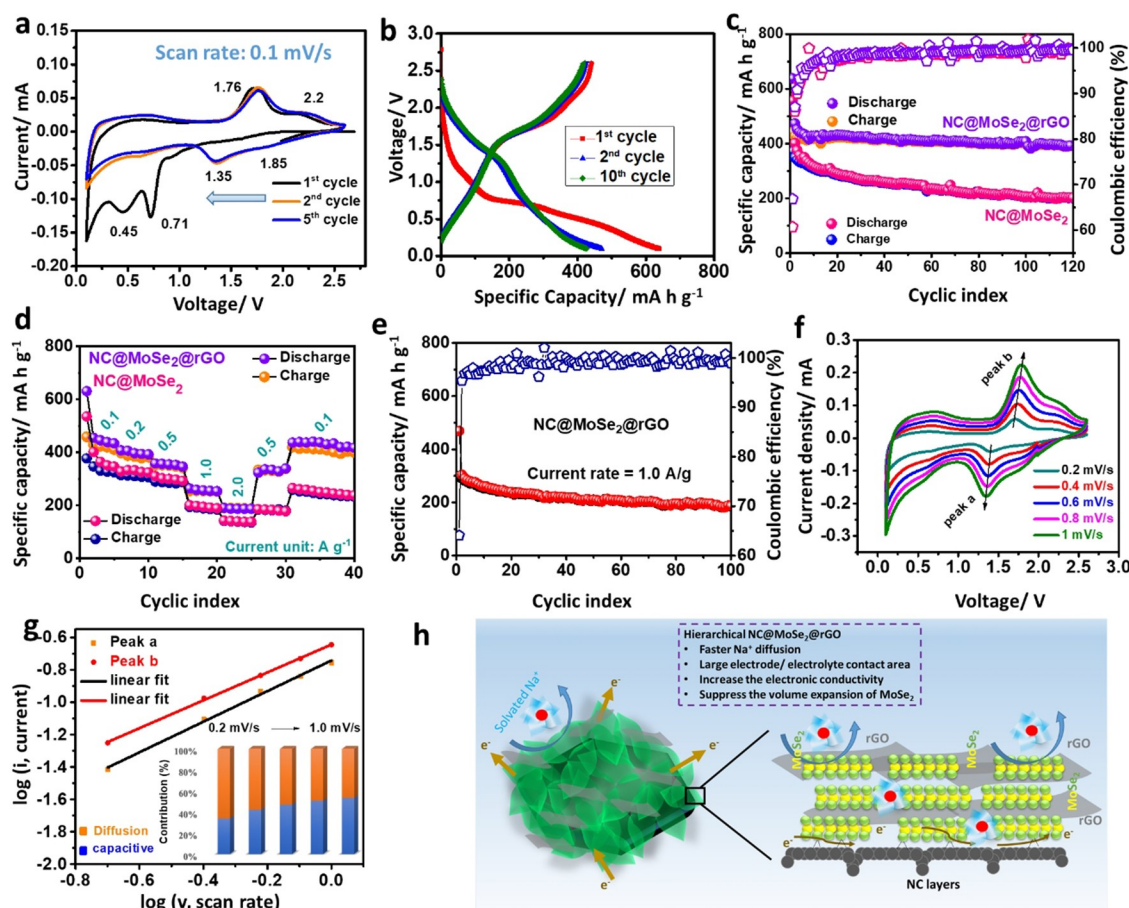 a
Scan rate: 0.1 mV/s
Current/ mA
0.10
0.05
0.00
-0.05
-0.10
-0.15
-0.20
1.76
2.2
1.35
1.85
0.45
0.71
1st cycle
2nd cycle
5th cycle
0.0 0.5 1.0 1.5 2.0 2.5
Voltage/ V
b
Voltage/ V
3.0
2.5
2.0
1.5
1.0
0.5
0.0
1st cycle
2nd cycle
10th cycle
0 200 400 600 800
Specific Capacity/ mA h g-1
c
Specific capacity/ mA h g-1
800
700
600
500
400
300
200
100
0
Discharge
Charge
NC@MoSe2@rGO
Discharge
Charge
NC@MoSe2
100
90
80
70
60
Coulombic efficiency (%)
0 20 40 60 80 100 120
Cyclic index
d
Specific capacity/ mA h g-1
800
600
400
200
0
NC@MoSe2@rGO
NC@MoSe2
Discharge
Charge
0.1
0.2
0.5
1.0
2.0
0.5
0.1
Discharge
Charge
Current unit: A g-1
0 10 20 30 40
Cyclic index
e
Specific capacity/ mA h g-1
800
600
400
200
0
NC@MoSe2@rGO
Current rate = 1.0 A/g
100
90
80
70
60
Coulombic efficiency (%)
0 20 40 60 80 100
Cyclic index
f
Current density/ mA
0.3
0.2
0.1
0.0
-0.1
-0.2
-0.3
peak b
peak a
0.2 mV/s
0.4 mV/s
0.6 mV/s
0.8 mV/s
1 mV/s
0.0 0.5 1.0 1.5 2.0 2.5 3.0
Voltage/ V
g
log (i, current)
-0.6
-0.8
-1.0
-1.2
-1.4
-1.6
-1.8
-2.0
Peak a
Peak b
linear fit
linear fit
0.2 mV/s
1.0 mV/s
Contribution (%)
100%
80%
60%
40%
20%
0%
Diffusion
capacitive
-0.8 -0.6 -0.4 -0.2 0.0
log (v, scan rate)
h
Hierarchical NC@MoSe2@rGO
• Faster Na+ diffusion
• Large electrode/ electrolyte contact area
• Increase the electronic conductivity
• Suppress the volume expansion of MoSe2
Solvated Na+
e-
e-
e-
e-
MoSe2
rGO
MoSe2
rGO
MoSe2
rGO
e-
e-
NC layers